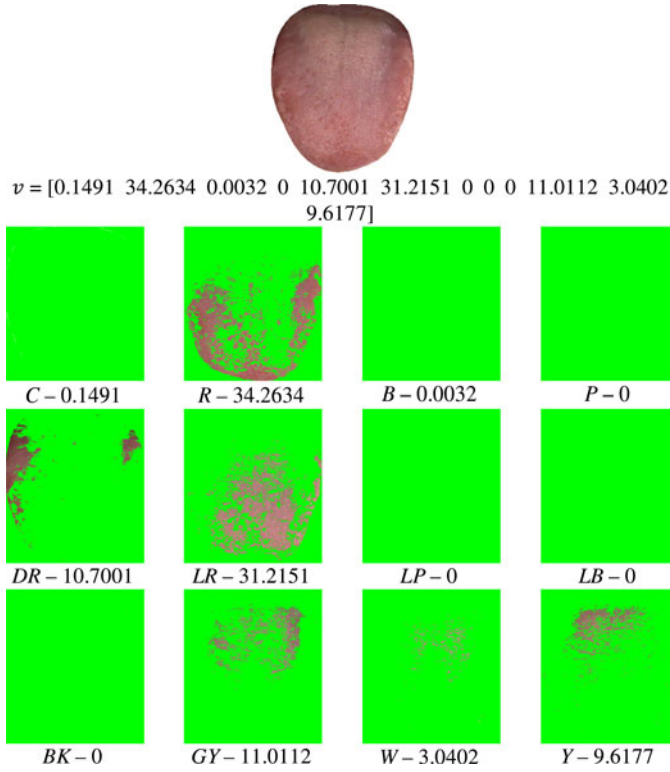 v = [0.1491 34.2634 0.0032 0 10.7001 31.2151 0 0 0 11.0112 3.0402
9.6177]
C – 0.1491 R – 34.2634 B – 0.0032 P – 0
DR – 10.7001 LR – 31.2151 LP – 0 LB – 0
BK – 0 GY – 11.0112 W – 3.0402 Y – 9.6177